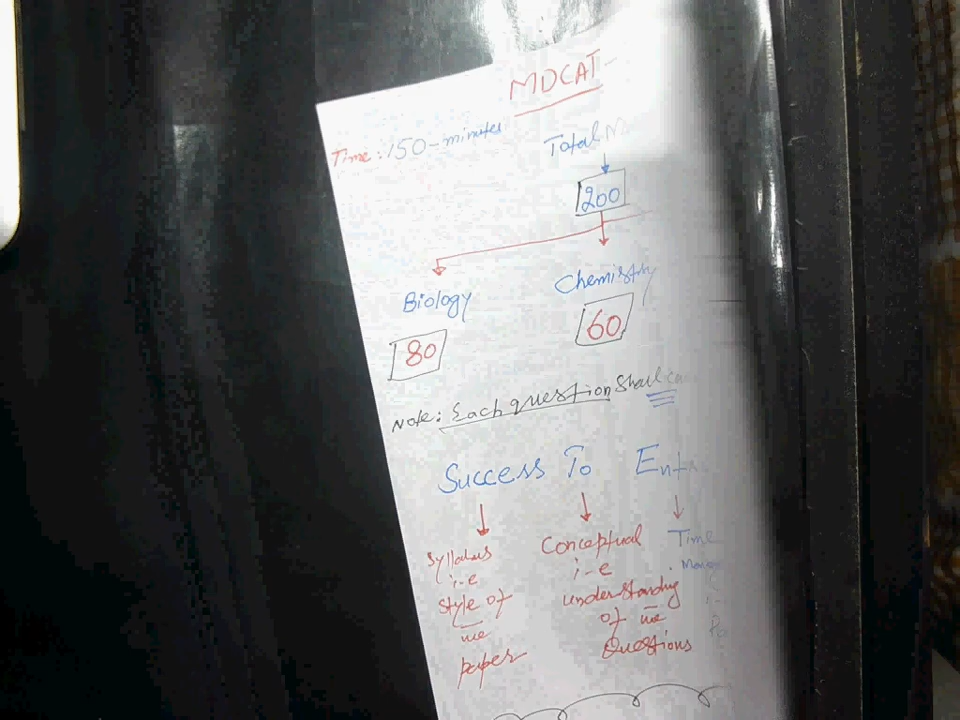 MDCAT
Time: 150-minutes
Total
200
Biology Chemistry
80 60
Note: Each question Shall
Success To
Syllabus Conceptual Time
i-e i-e
style of understanding
the of the
paper Questions